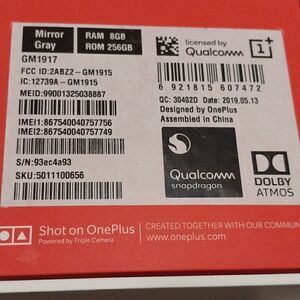 Mirror
Gray
RAM 8GB
ROM 256GB
licensed by
Qualcomm
1+
GM1917
FCC ID:2ABZ2-GM1915
IC:12739A-GM1915
MEID:99001325038887
IMEI1:867540040757756
IMEI2:867540040757749
S/N:93ec4a93
SKU:5011100656
6 921815 607472
QC: 30402D Date: 2019.05.13
Designed by OnePlus
Assembled in China
Qualcomm
snapdragon
DOLBY
ATMOS
Shot on OnePlus
Powered by Triple Camera
CREATED TOGETHER WITH OUR COMMUN
www.oneplus.com